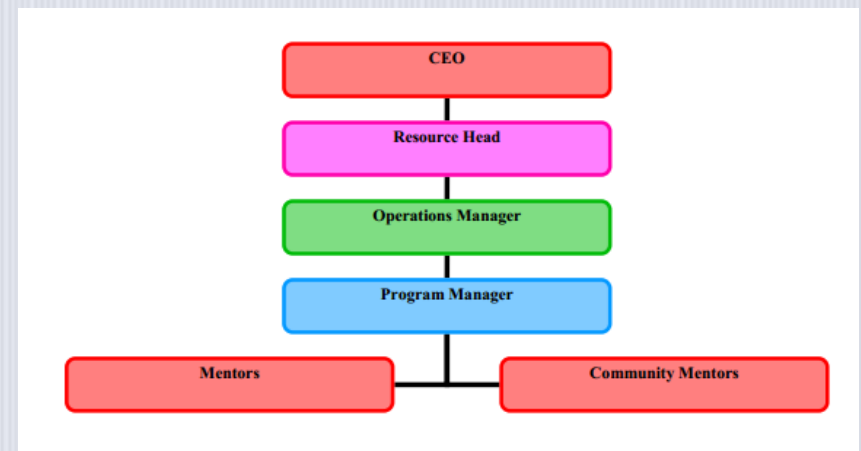 CEO
Resource Head
Operations Manager
Program Manager
Mentors
Community Mentors